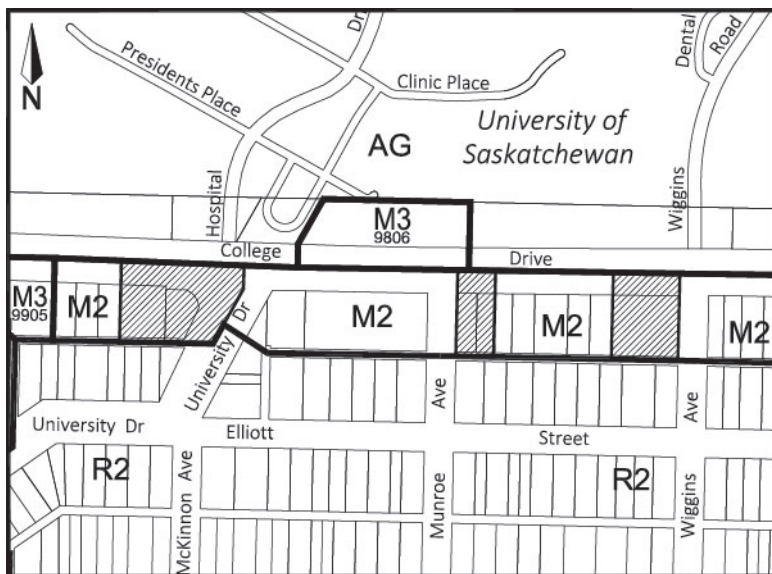 N
Presidents Place
Dr
Clinic Place
Dental
Road
University of
Saskatchewan
AG
Hospital
Wiggins
M3
9806
College
Drive
M3
9905
M2
M2
M2
M2
University Dr
University Dr
Elliott
Street
Ave
Ave
Ave
R2
R2
McKinnon
Munroe
Wiggins